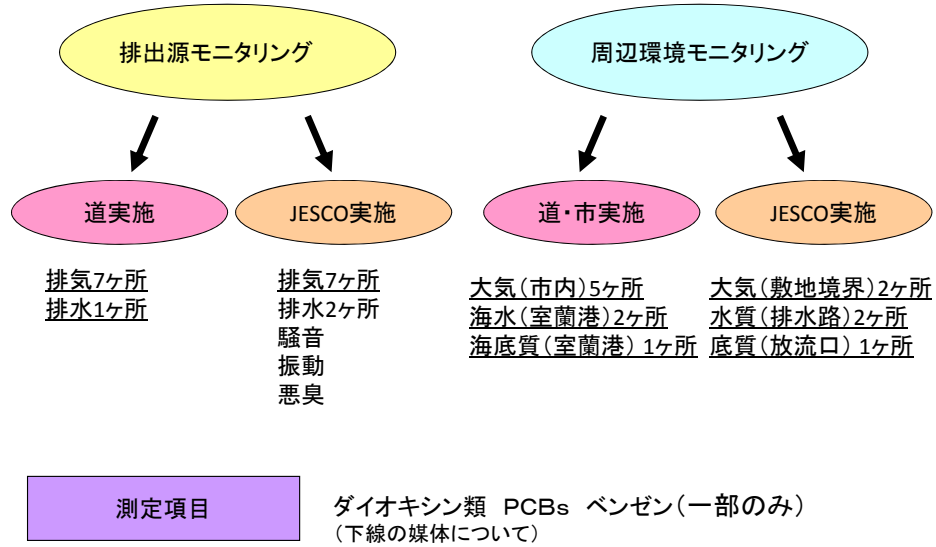 排出源モニタリング
周辺環境モニタリング
道実施
JESCO実施
道・市実施
JESCO実施
排気7ヶ所
排水1ヶ所
排気7ヶ所
排水2ヶ所
騒音
振動
悪臭
大気(市内)5ヶ所
海水(室蘭港)2ヶ所
海底質(室蘭港) 1ヶ所
大気(敷地境界)2ヶ所
水質(排水路)2ヶ所
底質(放流口) 1ヶ所
測定項目
ダイオキシン類 PCBs ベンゼン(一部のみ)
(下線の媒体について)